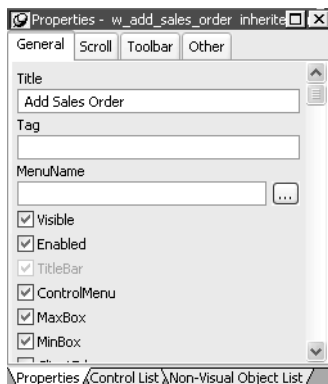 Properties - w_add_sales_order inherite
General Scroll Toolbar Other
Title
Add Sales Order
Tag
MenuName
...
Visible
Enabled
TitleBar
ControlMenu
MaxBox
MinBox
Properties Control List Non-Visual Object List